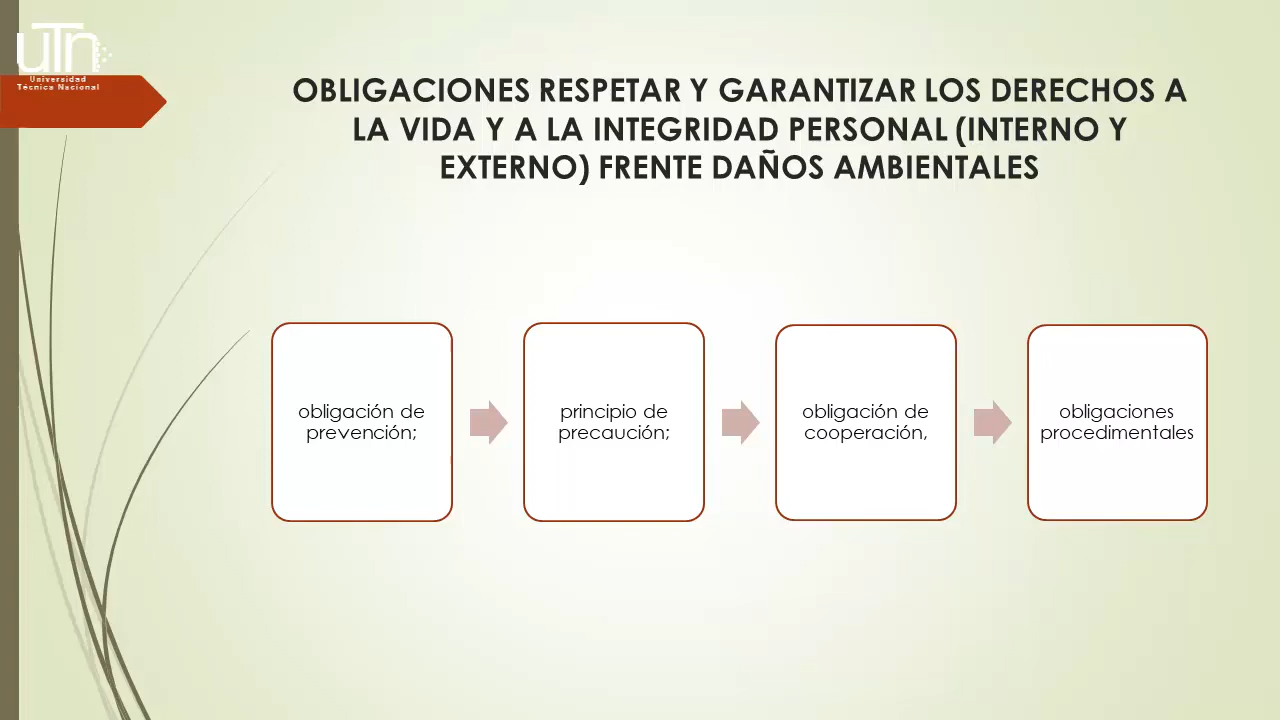 uTn
Universidad
Técnica Nacional
OBLIGACIONES RESPETAR Y GARANTIZAR LOS DERECHOS A
LA VIDA Y A LA INTEGRIDAD PERSONAL (INTERNO Y
EXTERNO) FRENTE DAÑOS AMBIENTALES
obligación de
prevención;
principio de
precaución;
obligación de
cooperación,
obligaciones
procedimentales